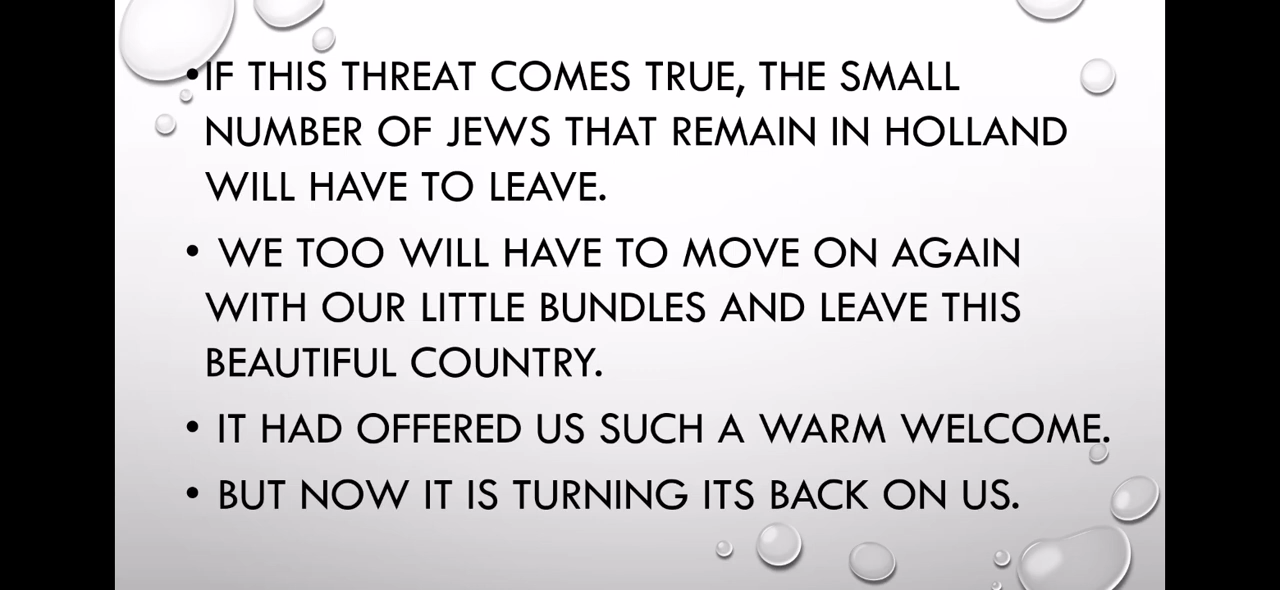 •IF THIS THREAT COMES TRUE, THE SMALL
NUMBER OF JEWS THAT REMAIN IN HOLLAND
WILL HAVE TO LEAVE.
• WE TOO WILL HAVE TO MOVE ON AGAIN
WITH OUR LITTLE BUNDLES AND LEAVE THIS
BEAUTIFUL COUNTRY.
• IT HAD OFFERED US SUCH A WARM WELCOME.
• BUT NOW IT IS TURNING ITS BACK ON US.